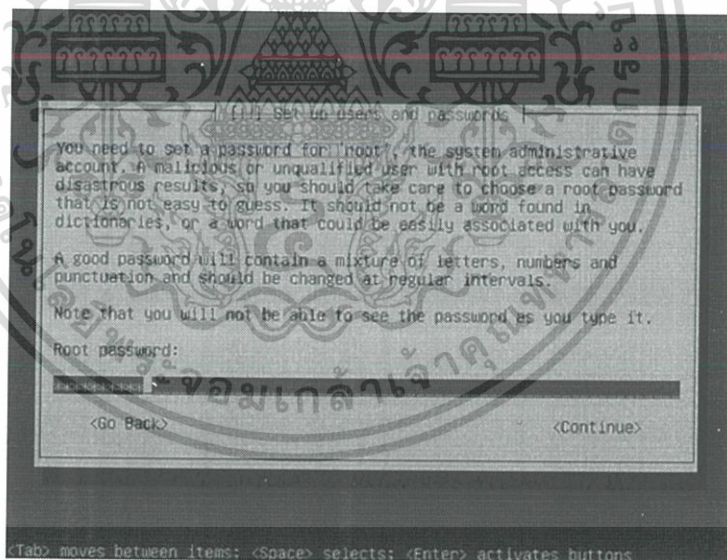 [!!] Set up users and passwords
You need to set a password for 'root', the system administrative
account. A malicious or unqualified user with root access can have
disastrous results, so you should take care to choose a root password
that is not easy to guess. It should not be a word found in
dictionaries, or a word that could be easily associated with you.
A good password will contain a mixture of letters, numbers and
punctuation and should be changed at regular intervals.
Note that you will not be able to see the password as you type it.
Root password:
<Go Back> <Continue>
<Tab> moves between items; <Space> selects; <Enter> activates buttons